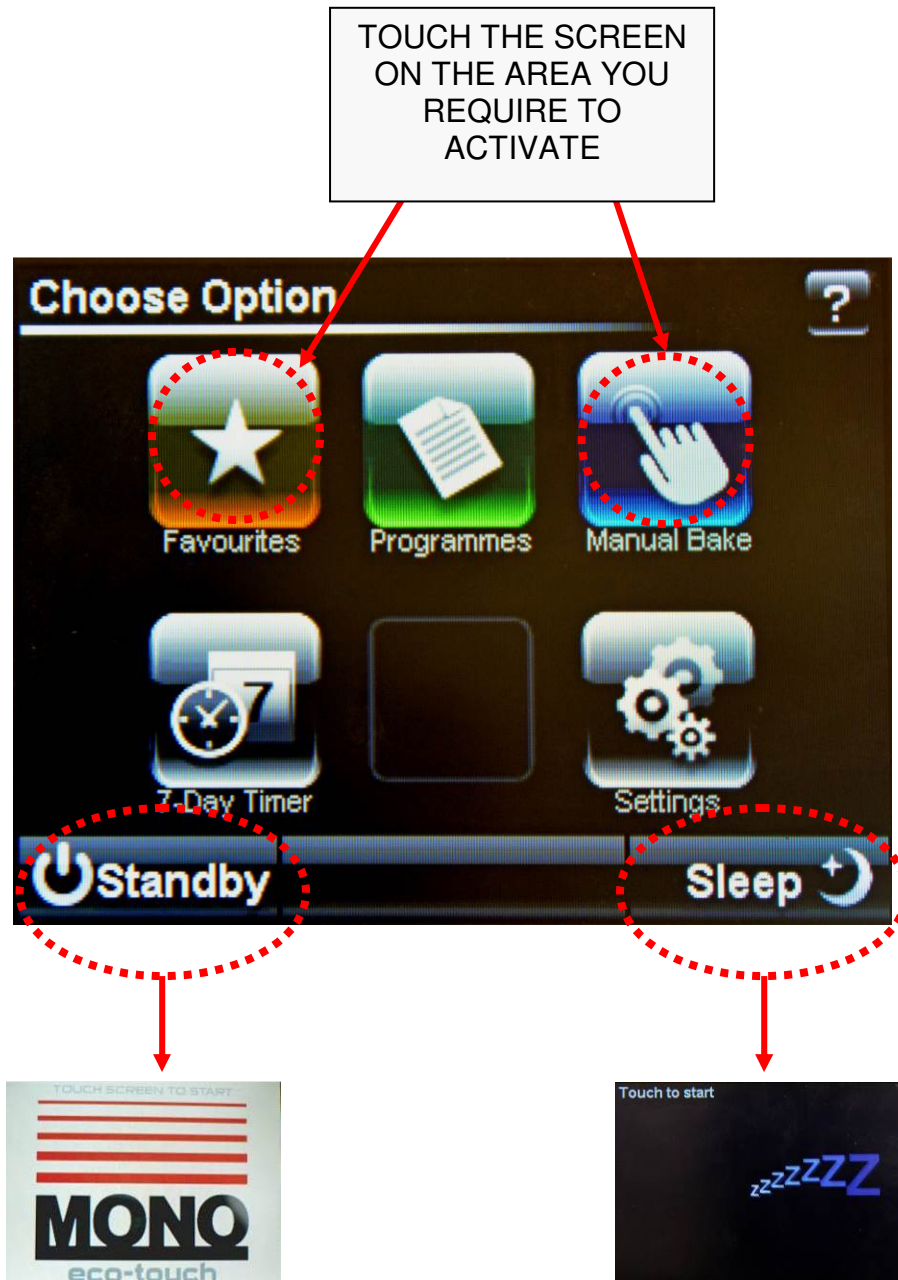 TOUCH THE SCREEN
ON THE AREA YOU
REQUIRE TO
ACTIVATE
Choose Option
?
Favourites Programmes Manual Bake
7
7-Day Timer Settings
Standby Sleep
TOUCH SCREEN TO START
MONO
eco-touch
Touch to start
zzzzZZZ